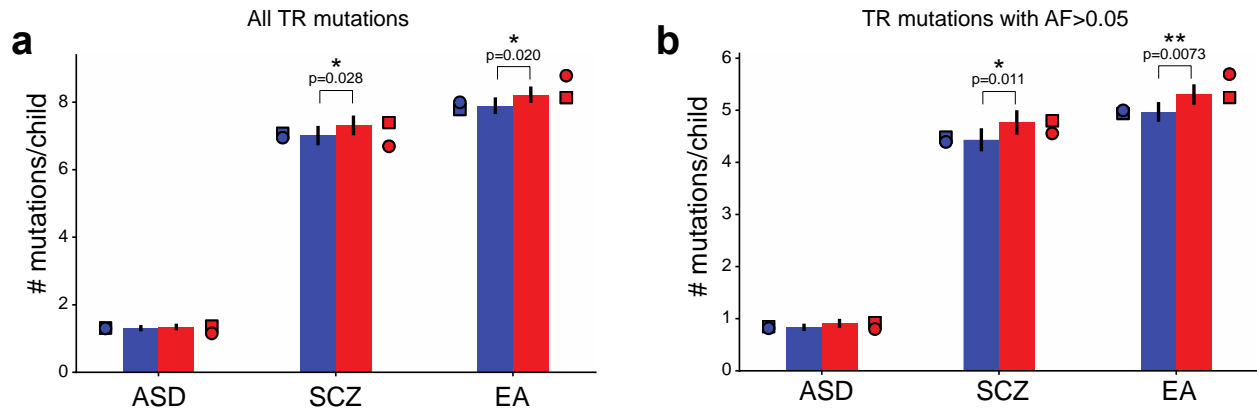 a
All TR mutations
# mutations/child
8
6
4
2
0
*
p=0.028
*
p=0.020
ASD SCZ EA
b
TR mutations with AF>0.05
# mutations/child
6
5
4
3
2
1
0
*
p=0.011
**
p=0.0073
ASD SCZ EA